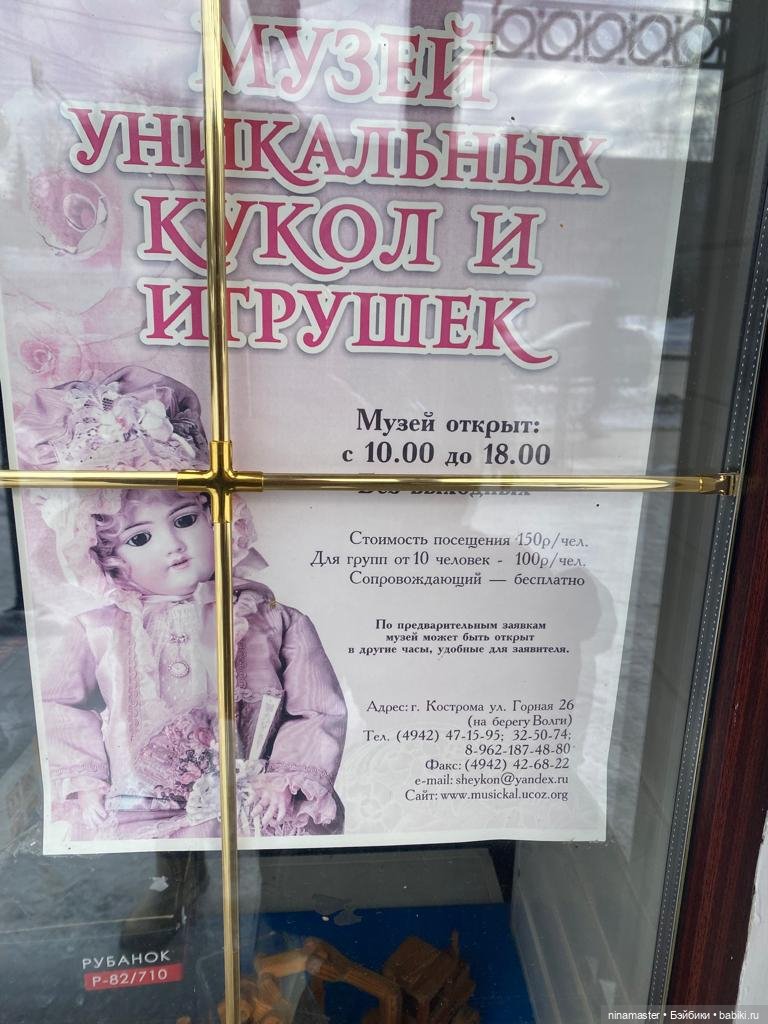 МУЗЕЙ
УНИКАЛЬНЫХ
КУКОЛ И
ИГРУШЕК
Музей открыт:
с 10.00 до 18.00
Без выходных
Стоимость посещения 150р/чел.
Для групп от 10 человек - 100р/чел.
Сопровождающий — бесплатно
По предварительным заявкам
музей может быть открыт
в другие часы, удобные для заявителя.
Адрес: г. Кострома ул. Горная 26
(на берегу Волги)
Тел. (4942) 47-15-95; 32-50-74;
8-962-187-48-80
Факс: (4942) 42-68-22
e-mail: sheykon@yandex.ru
Сайт: www.musickal.ucoz.org
РУБАНОК
Р-82/710
ninamaster • Бэйбики • babiki.ru